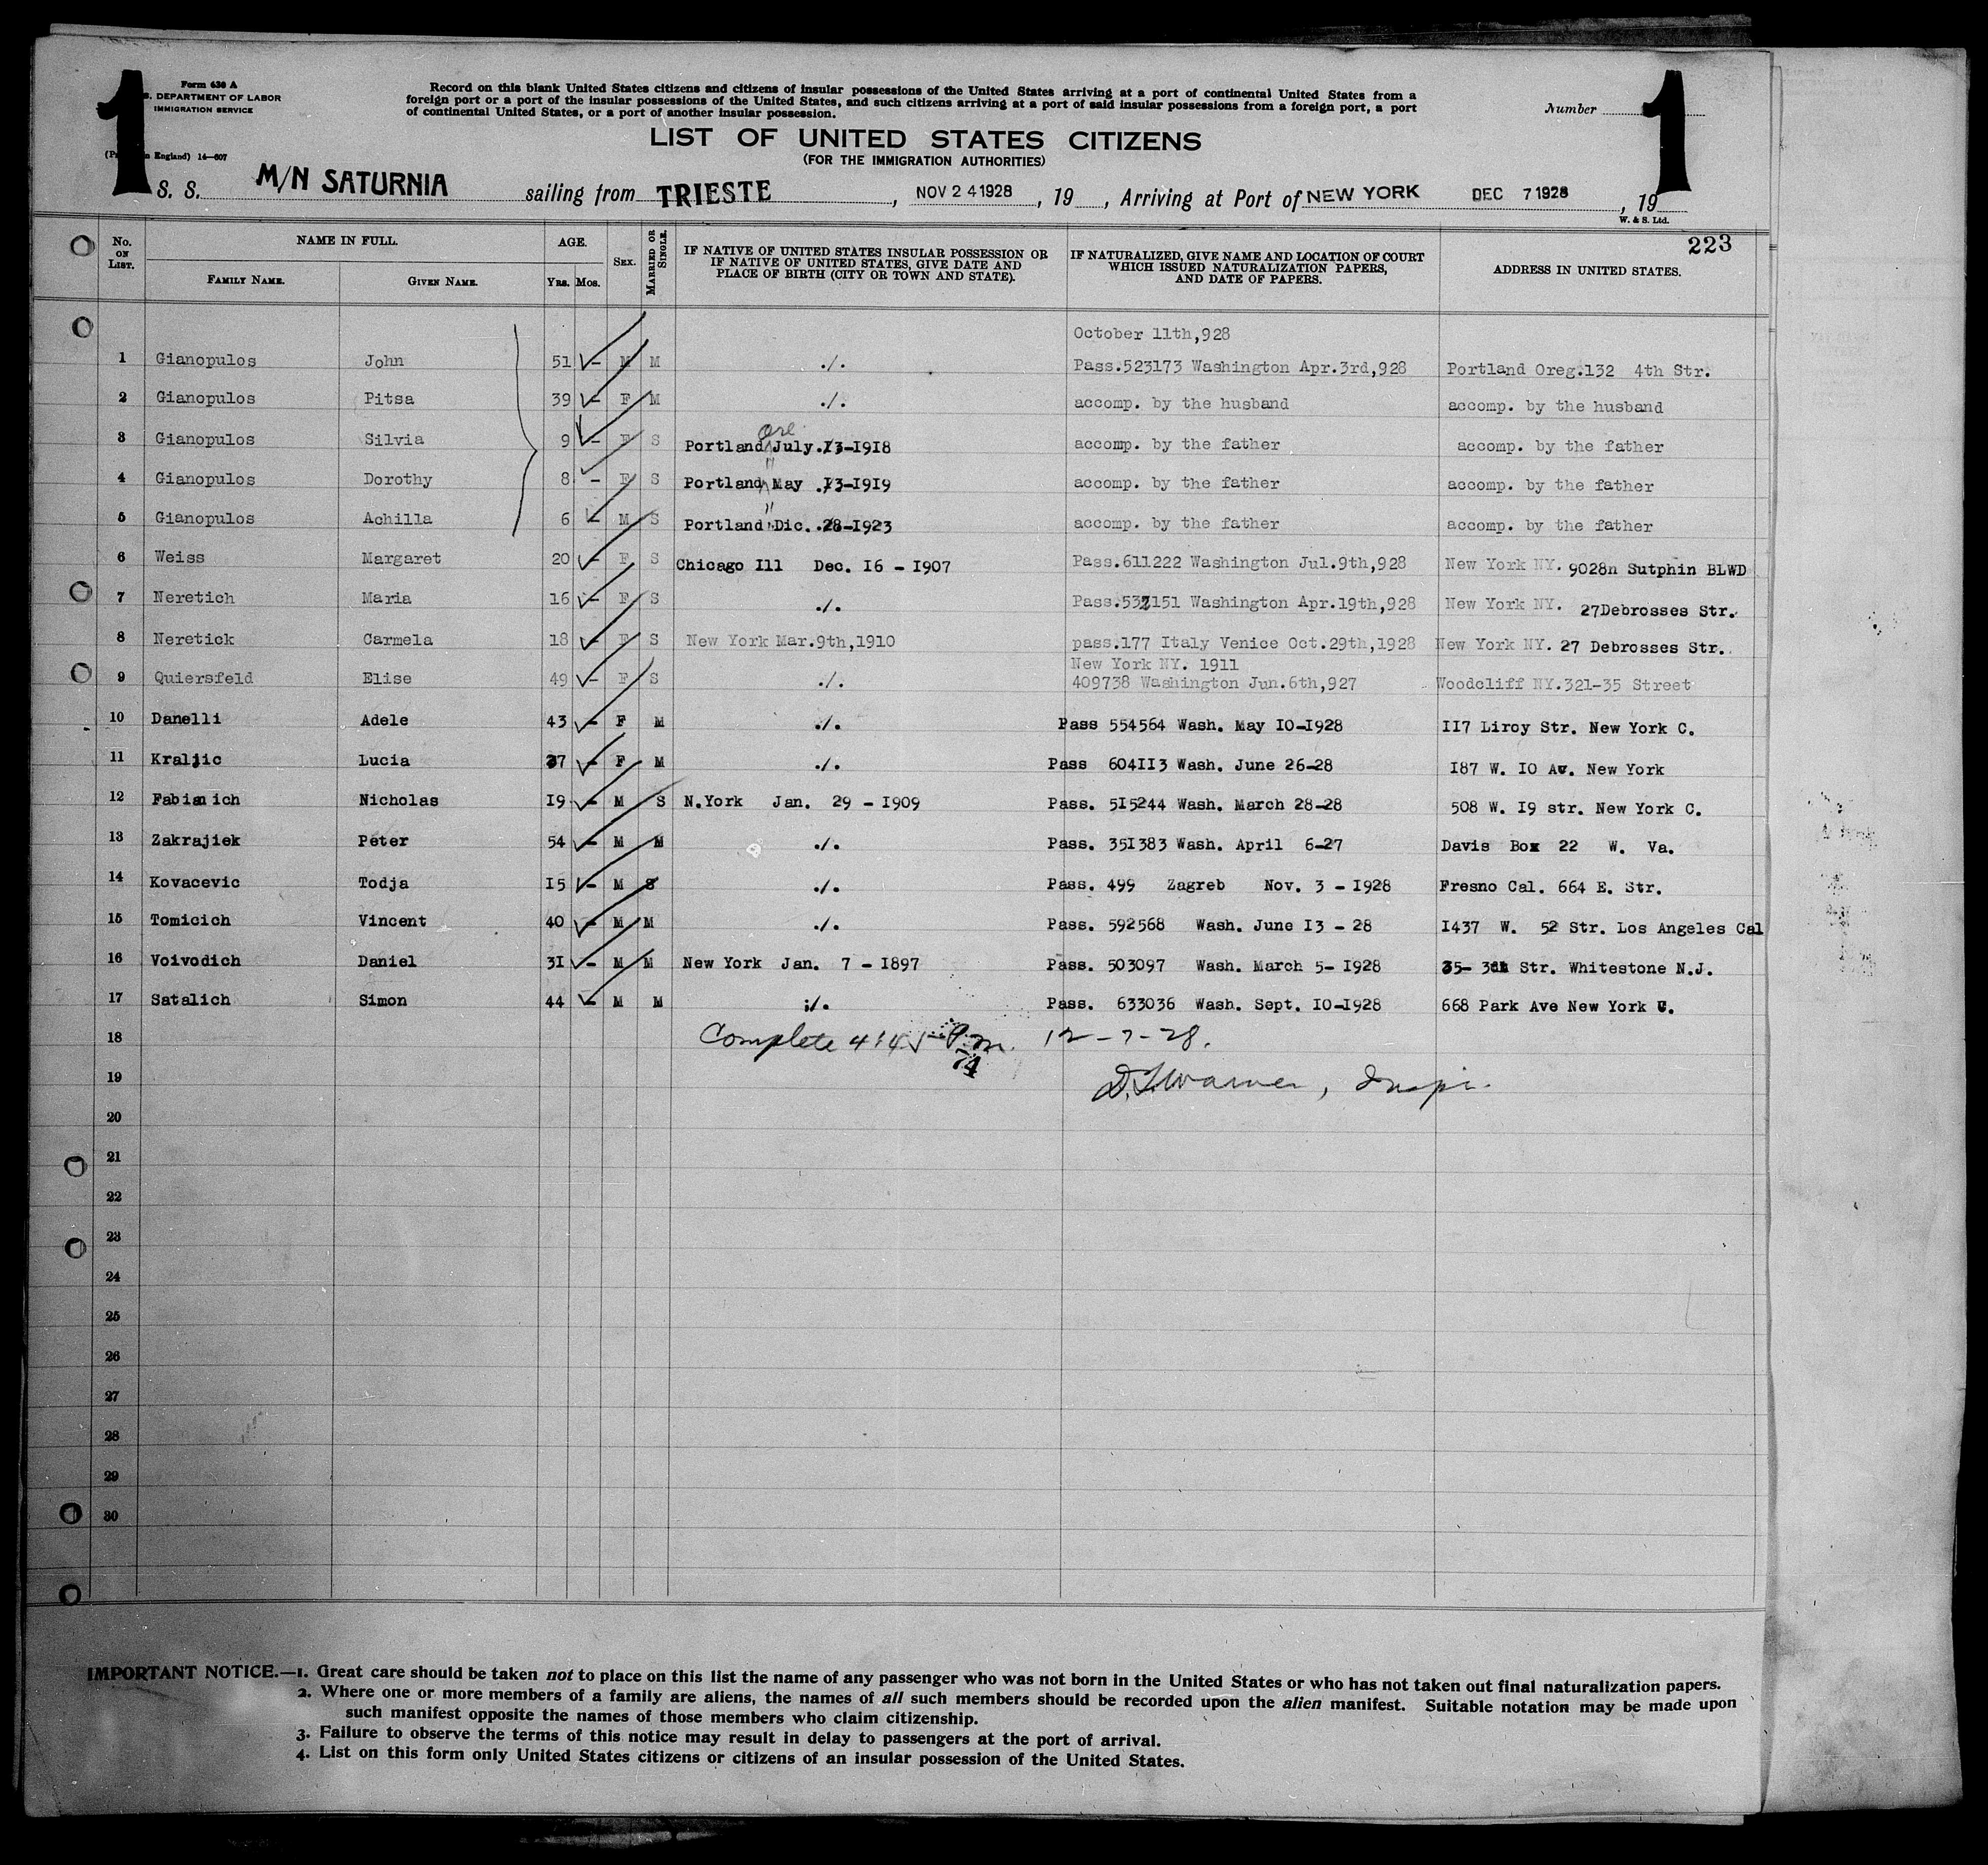 1
Form 630 A
S. DEPARTMENT OF LABOR
IMMIGRATION SERVICE
n England) 14—607
Record on this blank United States citizens and citizens of insular possessions of the United States arriving at a port of continental United States from a
foreign port or a port of the insular possessions of the United States, and such citizens arriving at a port of said insular possessions from a foreign port, a port
of continental United States, or a port of another insular possession.
Number
1
LIST OF UNITED STATES CITIZENS
(FOR THE IMMIGRATION AUTHORITIES)
S. S. M/N SATURNIA sailing from TRIESTE, NOV 24 1928, 19 , Arriving at Port of NEW YORK DEC 7 1928, 19
W. & S. Ltd.
223
No. ON LIST. NAME IN FULL. FAMILY NAME. GIVEN NAME. AGE. YRS. MOS. SEX. MARRIED OR SINGLE.
IF NATIVE OF UNITED STATES INSULAR POSSESSION OR
IF NATIVE OF UNITED STATES, GIVE DATE AND
PLACE OF BIRTH (CITY OR TOWN AND STATE).
IF NATURALIZED, GIVE NAME AND LOCATION OF COURT
WHICH ISSUED NATURALIZATION PAPERS,
AND DATE OF PAPERS.
ADDRESS IN UNITED STATES.
October 11th,928
1 Gianopulos John 51 - M M ./. Pass.523173 Washington Apr.3rd,928 Portland Oreg.132 4th Str.
2 Gianopulos Pitsa 39 - F M ./. accomp. by the husband accomp. by the husband
ore
3 Gianopulos Silvia 9 - F S Portland July.13-1918 accomp. by the father accomp. by the father
4 Gianopulos Dorothy 8 - F S Portland " May .13-1919 accomp. by the father accomp. by the father
5 Gianopulos Achilla 6 - M S Portland " Dic. .28-1923 accomp. by the father accomp. by the father
6 Weiss Margaret 20 - F S Chicago Ill Dec. 16 - 1907 Pass.611222 Washington Jul.9th,928 New York NY. 9028n Sutphin BLWD
7 Neretich Maria 16 - F S ./. Pass.532151 Washington Apr.19th,928 New York NY. 27Debrosses Str.
8 Neretick Carmela 18 - F S New York Mar.9th,1910 pass.177 Italy Venice Oct.29th,1928 New York NY. 27 Debrosses Str.
New York NY. 1911
9 Quiersfeld Elise 49 - F S ./. 409738 Washington Jun.6th,927 Woodcliff NY.321-35 Street
10 Danelli Adele 43 - F M ./. Pass 554564 Wash. May 10-1928 117 Liroy Str. New York C.
11 Kraljic Lucia 37 - F M ./. Pass 604113 Wash. June 26-28 187 W. 10 Av. New York
12 Fabianich Nicholas 19 - M S N.York Jan. 29 - 1909 Pass. 515244 Wash. March 28-28 508 W. 19 str. New York C.
13 Zakrajiek Peter 54 - M M ./. Pass. 351383 Wash. April 6-27 Davis Box 22 W. Va.
14 Kovacevic Todja 15 - M S ./. Pass. 499 Zagreb Nov. 3 - 1928 Fresno Cal. 664 E. Str.
15 Tomicich Vincent 40 - M M ./. Pass. 592568 Wash. June 13 - 28 1437 W. 52 Str. Los Angeles Cal
16 Voivodich Daniel 31 - M M New York Jan. 7 - 1897 Pass. 503097 Wash. March 5- 1928 Str. Whitestone N.J.
17 Satalich Simon 44 - M M ./. Pass. 633036 Wash. Sept. 10-1928 668 Park Ave New York C.
18 Complete 4:45 P.m. 12-7-28.
74
19 Warner, Inspr.
20
21
22
23
24
25
26
27
28
29
30
IMPORTANT NOTICE.—1. Great care should be taken not to place on this list the name of any passenger who was not born in the United States or who has not taken out final naturalization papers.
2. Where one or more members of a family are aliens, the names of all such members should be recorded upon the alien manifest. Suitable notation may be made upon
such manifest opposite the names of those members who claim citizenship.
3. Failure to observe the terms of this notice may result in delay to passengers at the port of arrival.
4. List on this form only United States citizens or citizens of an insular possession of the United States.